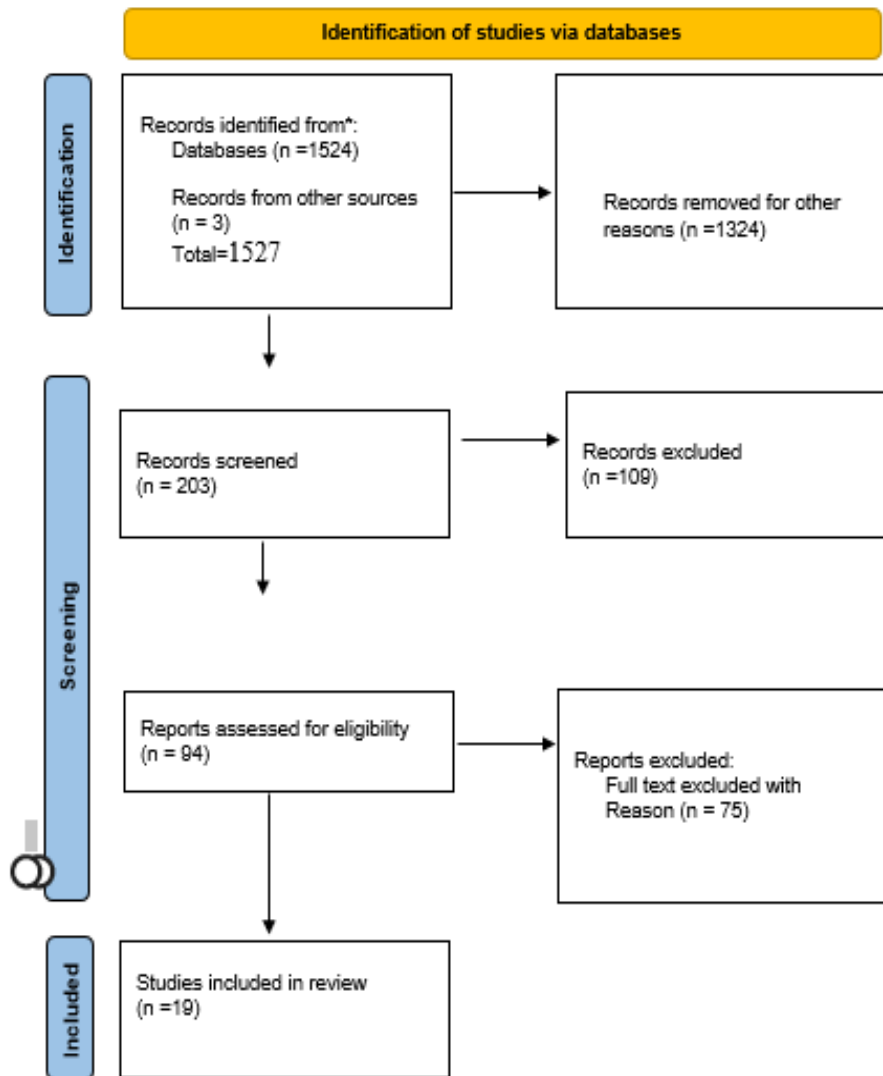 Identification of studies via databases
Identification
Records identified from*:
Databases (n =1524)
Records from other sources
(n = 3)
Total=1527
Records removed for other
reasons (n =1324)
Screening
Records screened
(n = 203)
Records excluded
(n =109)
Reports assessed for eligibility
(n = 94)
Reports excluded:
Full text excluded with
Reason (n = 75)
Included
Studies included in review
(n =19)